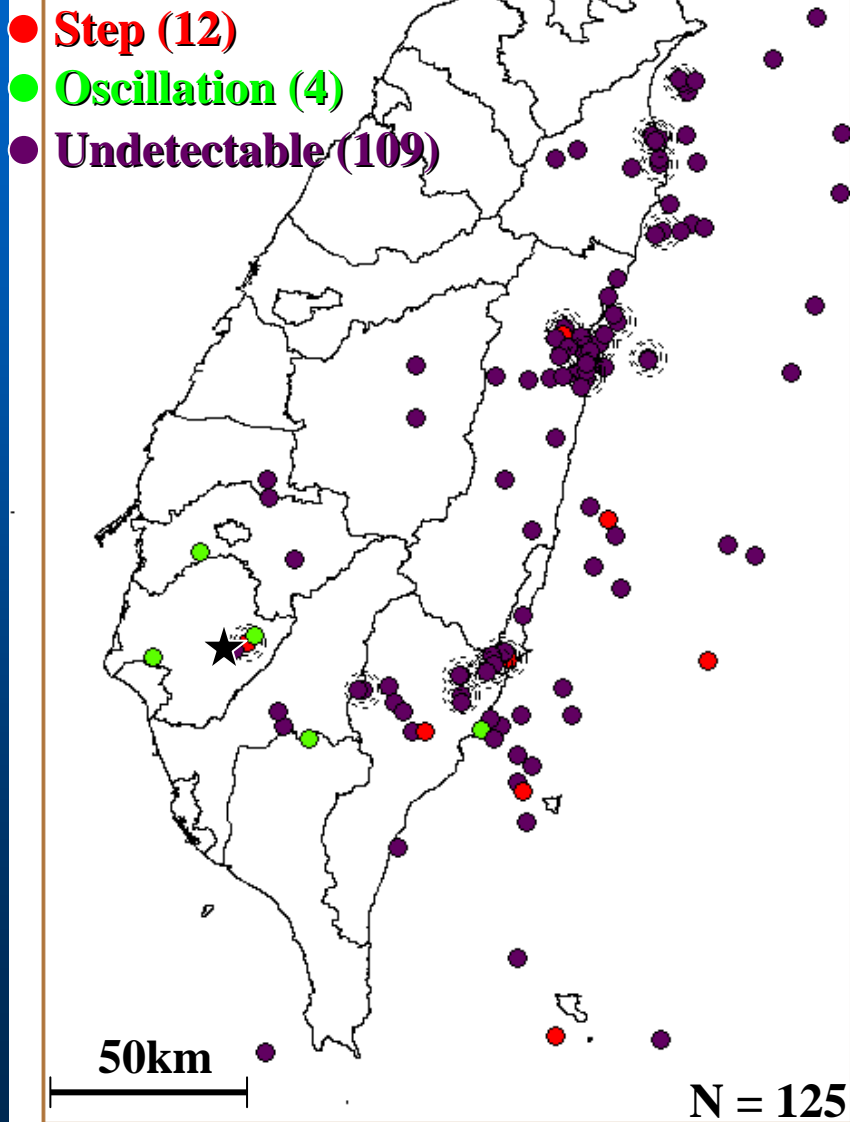 Step (12)
Oscillation (4)
Undetectable (109)
50km
N = 125